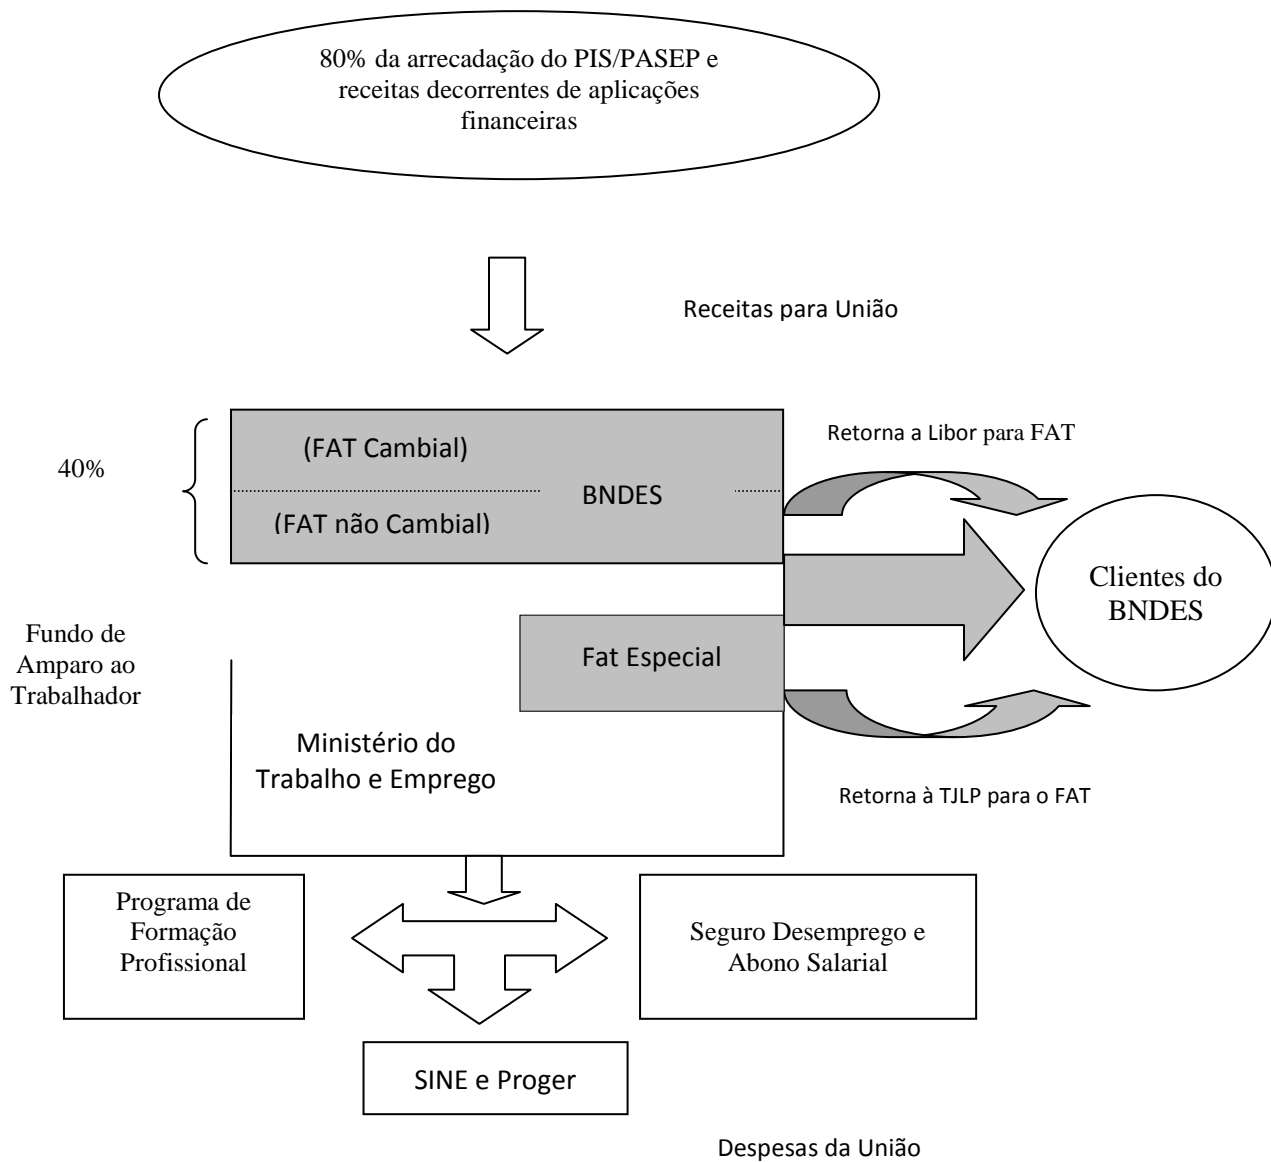 80% da arrecadação do PIS/PASEP e
receitas decorrentes de aplicações
financeiras
Receitas para União
40%
(FAT Cambial)
BNDES
(FAT não Cambial)
Retorna a Libor para FAT
Clientes do
BNDES
Fundo de
Amparo ao
Trabalhador
Fat Especial
Ministério do
Trabalho e Emprego
Retorna à TJLP para o FAT
Programa de
Formação
Profissional
Seguro Desemprego e
Abono Salarial
SINE e Proger
Despesas da União